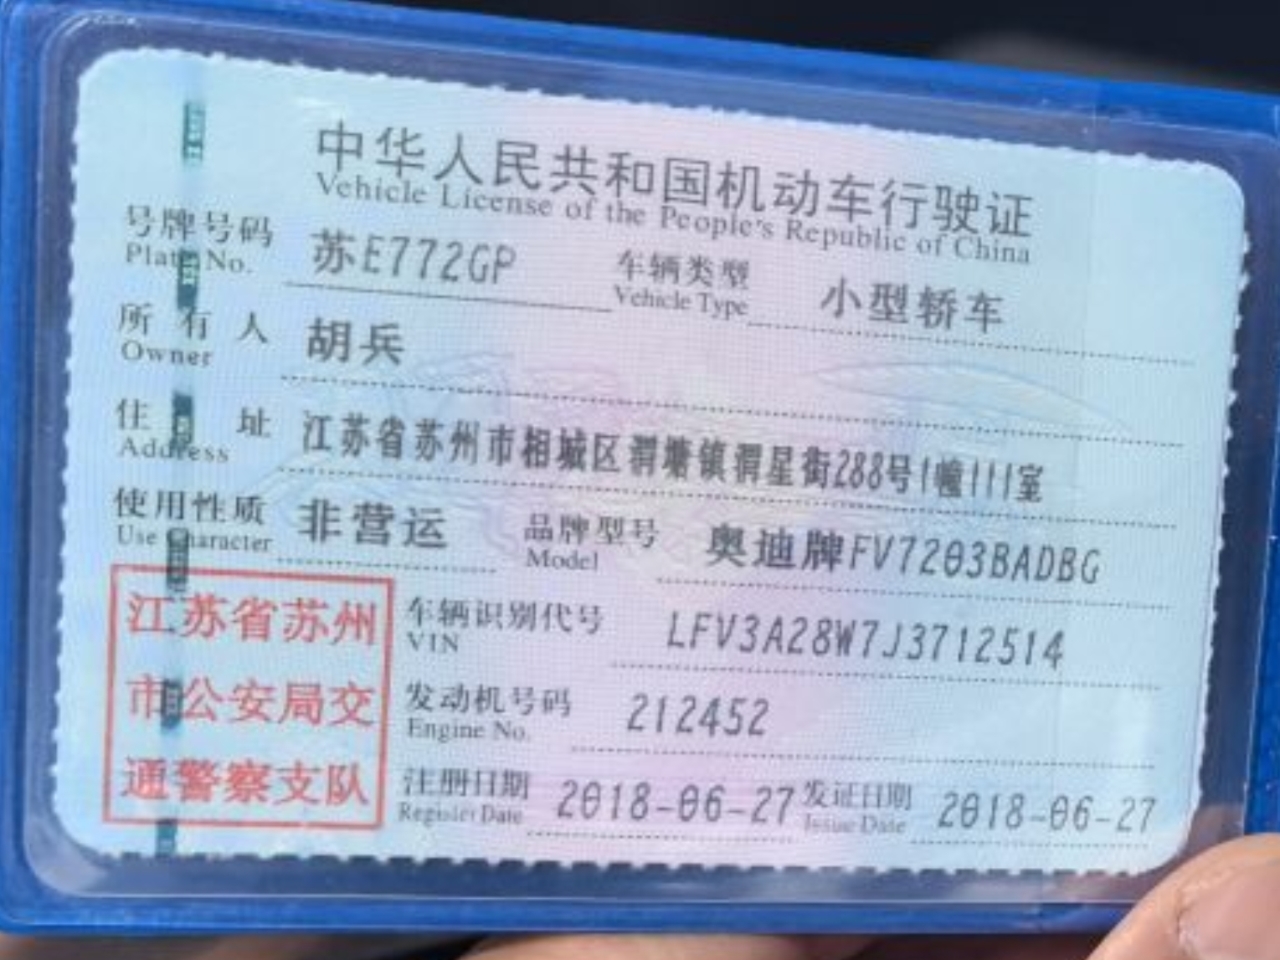 中华人民共和国机动车行驶证
Vehicle License of the People's Republic of China
号牌号码 苏E772GP 车辆类型 小型轿车
Plate No. Vehicle Type
所有人 胡兵
Owner
住址 江苏省苏州市相城区渭塘镇渭星街288号1幢111室
Address
使用性质 非营运 品牌型号 奥迪牌FV7203BADBG
Use Character Model
江苏省苏州
市公安局交
通警察支队
车辆识别代号 LFV3A28W7J3712514
VIN
发动机号码 212452
Engine No.
注册日期 2018-06-27 发证日期 2018-06-27
Register Date Issue Date